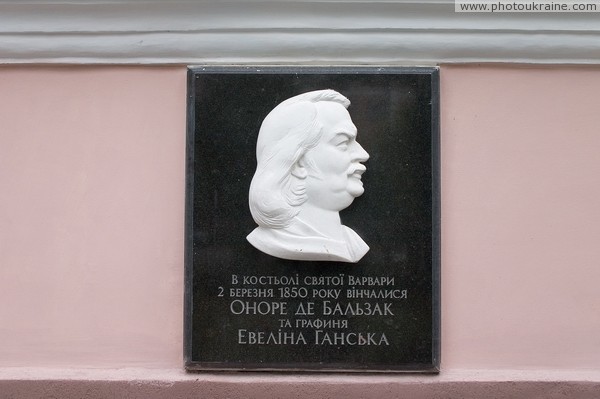 © www.photoukraine.com
В костьолі святої Варвари
2 березня 1850 року вінчалися
Оноре де Бальзак
та графиня
Евеліна Ганська